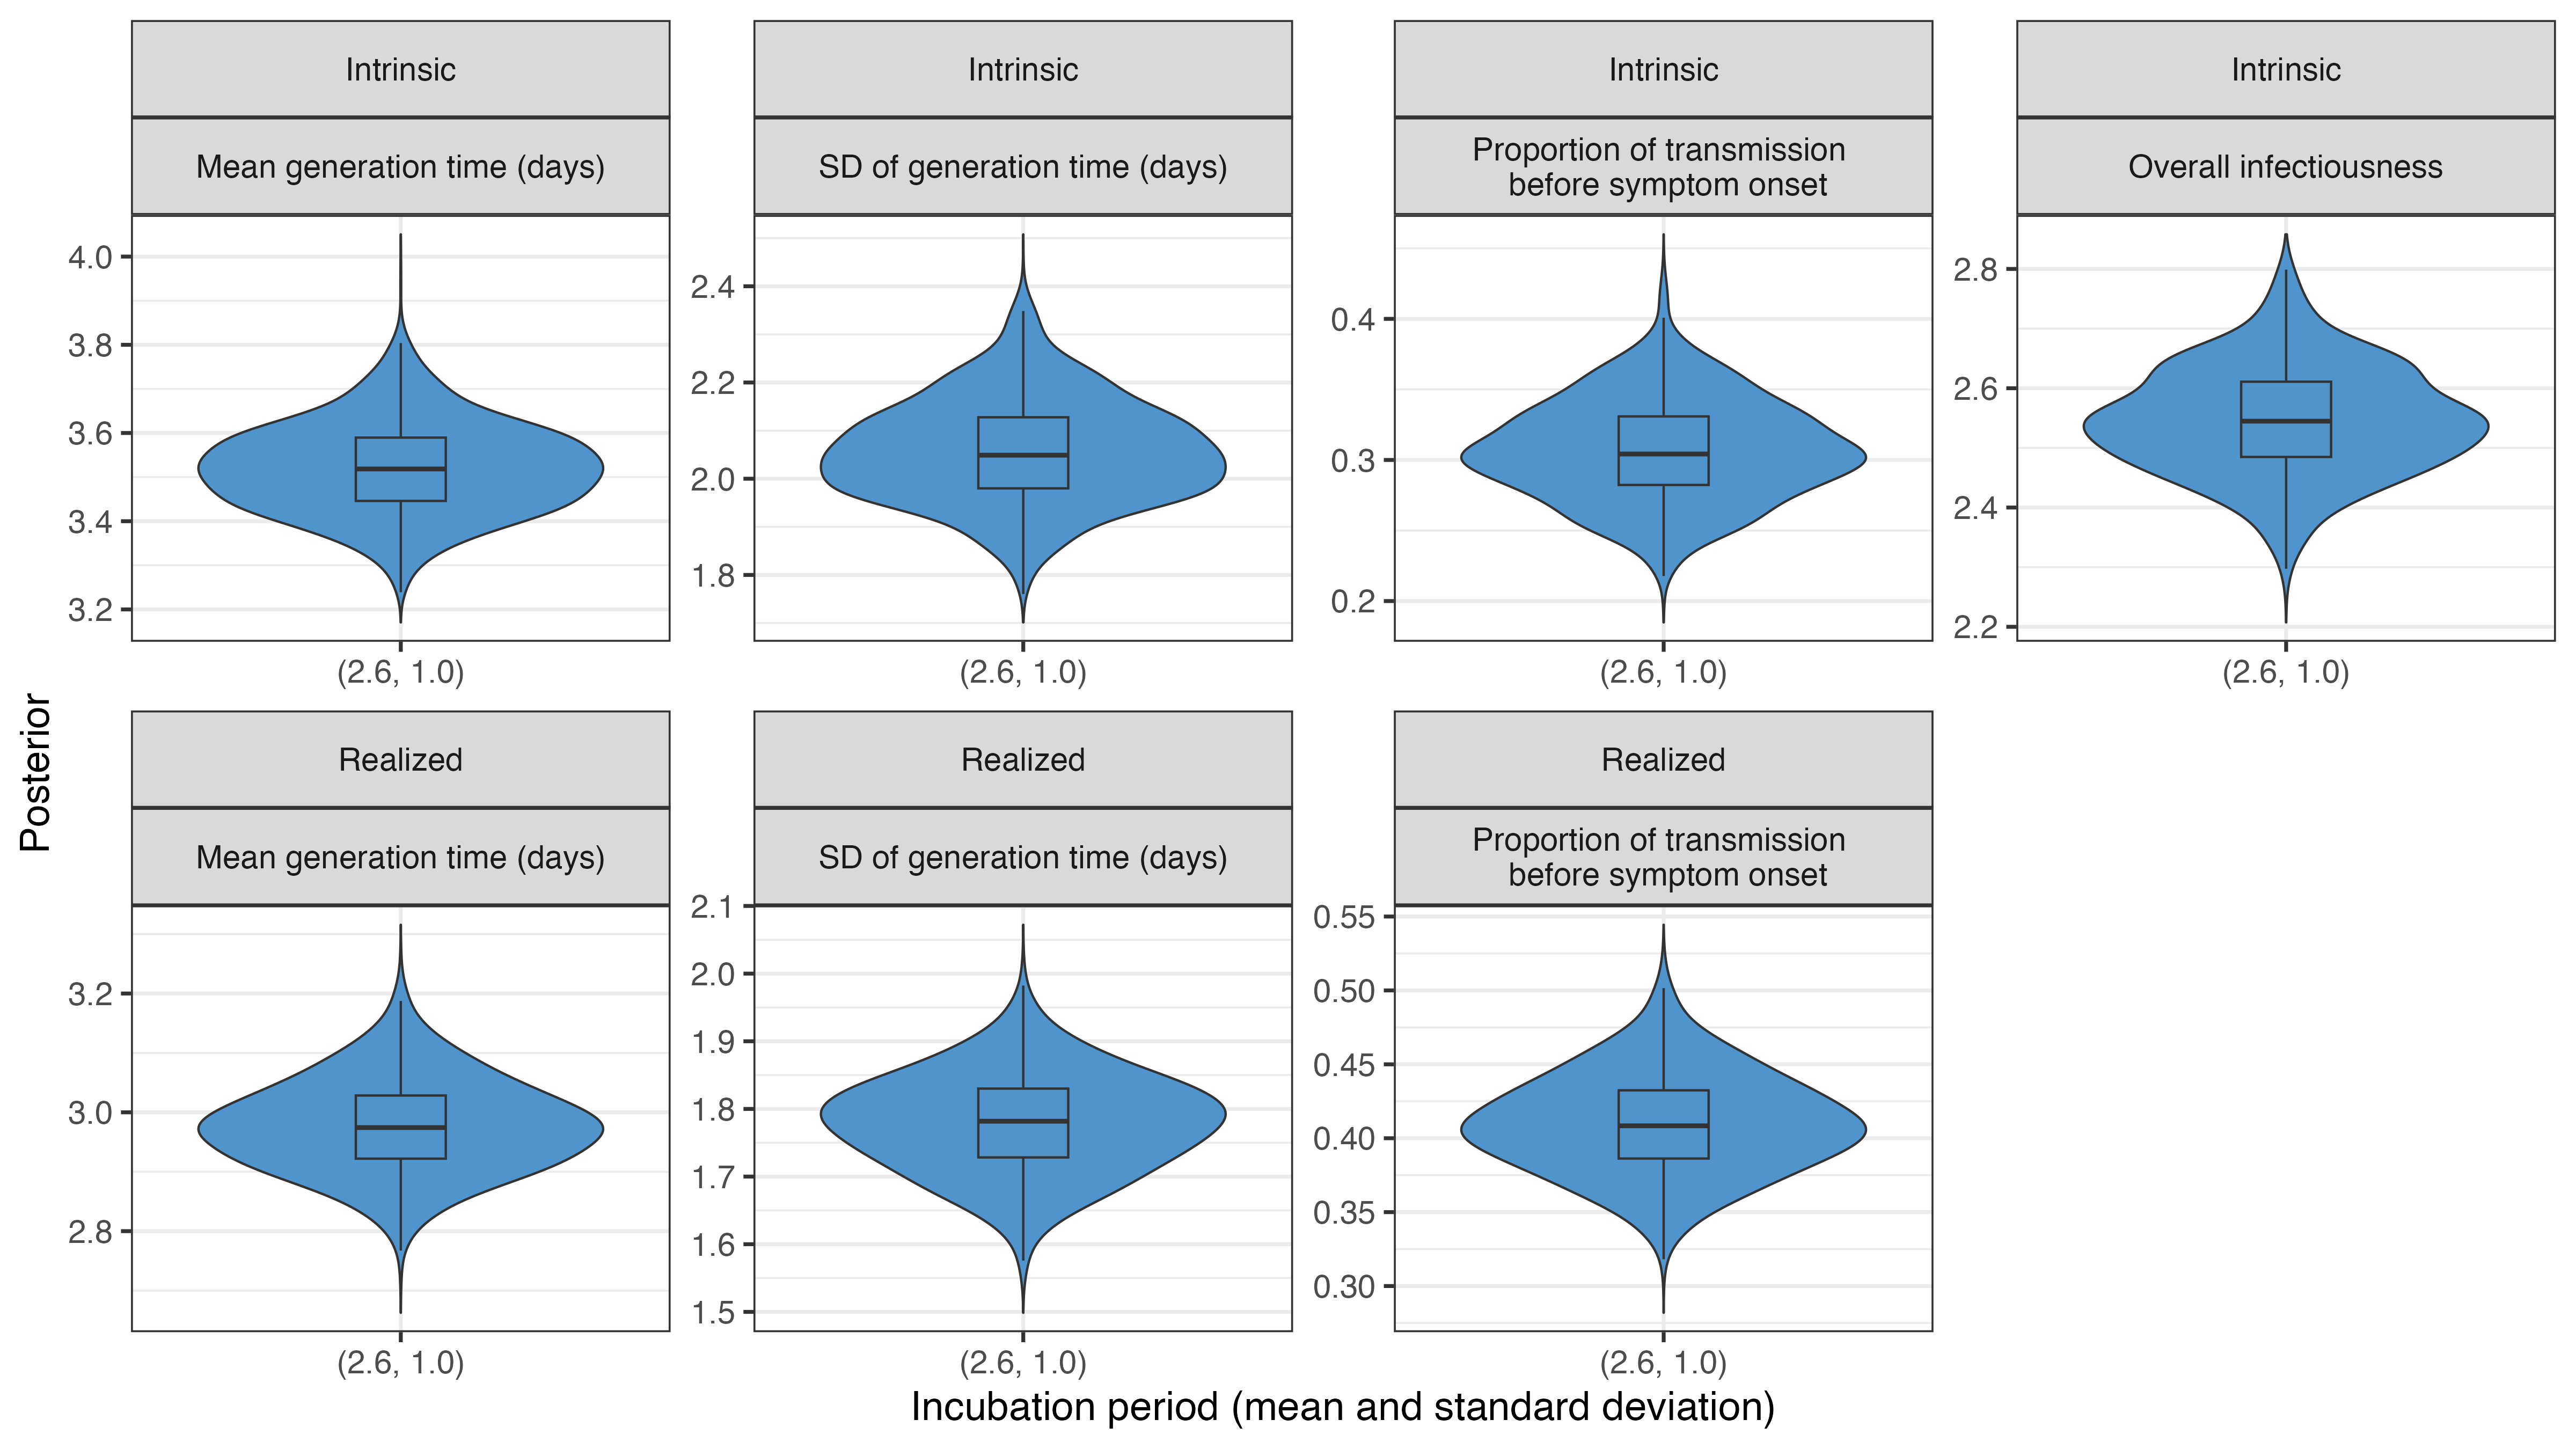 Intrinsic
Intrinsic
Intrinsic
Intrinsic
Mean generation time (days)
SD of generation time (days)
Proportion of transmission
before symptom onset
Overall infectiousness
4.0
3.8
3.6
3.4
3.2
2.4
2.2
2.0
1.8
0.4
0.3
0.2
2.8
2.6
2.4
2.2
(2.6, 1.0)
(2.6, 1.0)
(2.6, 1.0)
(2.6, 1.0)
Posterior
Realized
Realized
Realized
Mean generation time (days)
SD of generation time (days)
Proportion of transmission
before symptom onset
3.2
3.0
2.8
2.1
2.0
1.9
1.8
1.7
1.6
1.5
0.55
0.50
0.45
0.40
0.35
0.30
(2.6, 1.0)
(2.6, 1.0)
(2.6, 1.0)
Incubation period (mean and standard deviation)